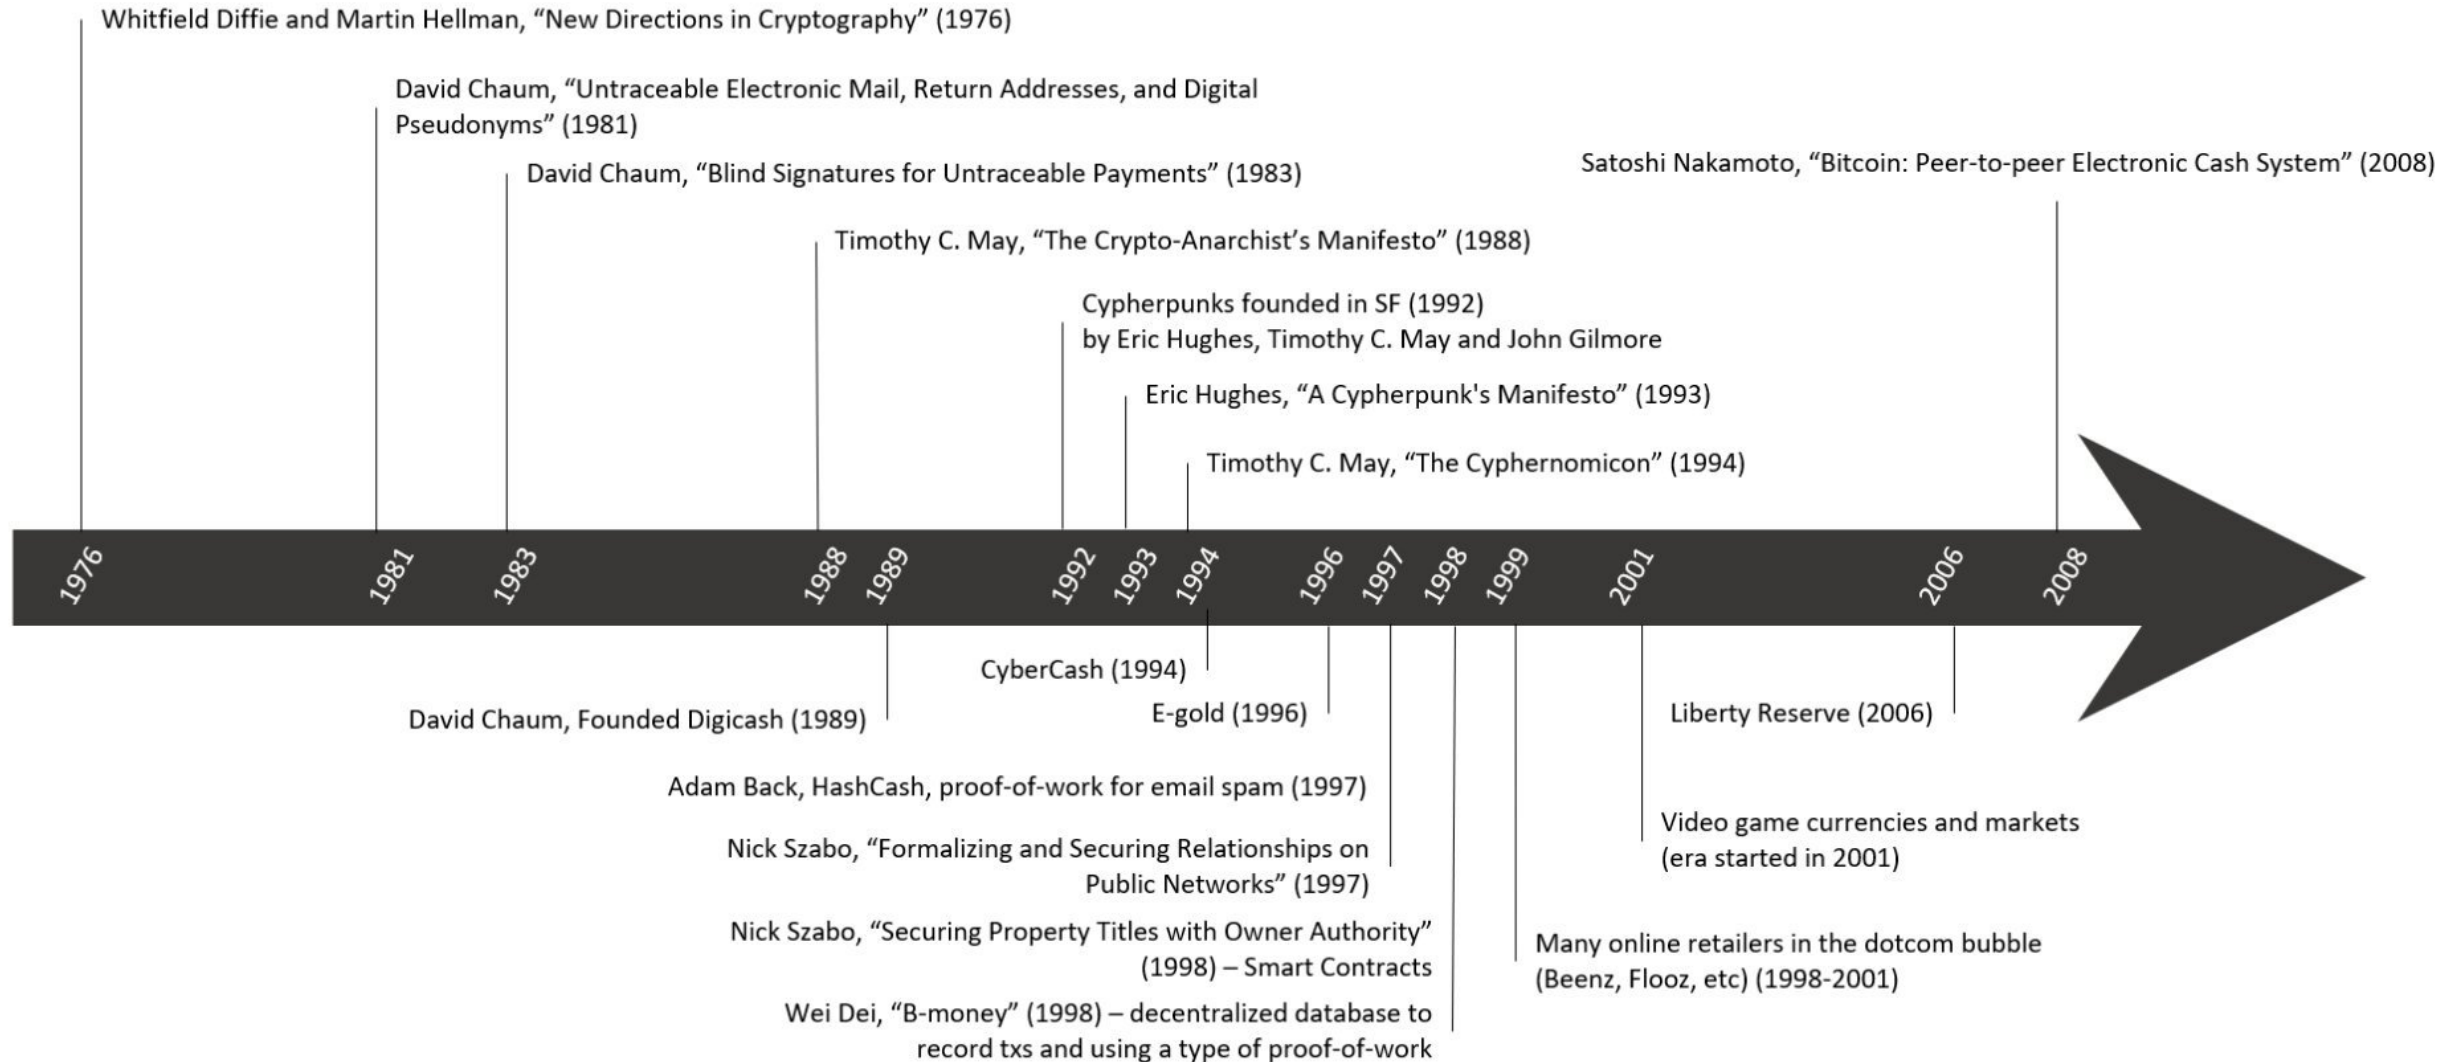 Whitfield Diffie and Martin Hellman, “New Directions in Cryptography” (1976)
David Chaum, “Untraceable Electronic Mail, Return Addresses, and Digital
Pseudonyms” (1981)
David Chaum, “Blind Signatures for Untraceable Payments” (1983)
Satoshi Nakamoto, “Bitcoin: Peer-to-peer Electronic Cash System” (2008)
Timothy C. May, “The Crypto-Anarchist’s Manifesto” (1988)
Cypherpunks founded in SF (1992)
by Eric Hughes, Timothy C. May and John Gilmore
Eric Hughes, “A Cypherpunk's Manifesto” (1993)
Timothy C. May, “The Cyphernomicon” (1994)
1976
1981
1983
1988
1989
1992
1993
1994
1996
1997
1998
1999
2001
2006
2008
CyberCash (1994)
David Chaum, Founded Digicash (1989)
E-gold (1996)
Liberty Reserve (2006)
Adam Back, HashCash, proof-of-work for email spam (1997)
Nick Szabo, “Formalizing and Securing Relationships on
Public Networks” (1997)
Video game currencies and markets
(era started in 2001)
Nick Szabo, “Securing Property Titles with Owner Authority”
(1998) – Smart Contracts
Many online retailers in the dotcom bubble
(Beenz, Flooz, etc) (1998-2001)
Wei Dei, “B-money” (1998) – decentralized database to
record txs and using a type of proof-of-work